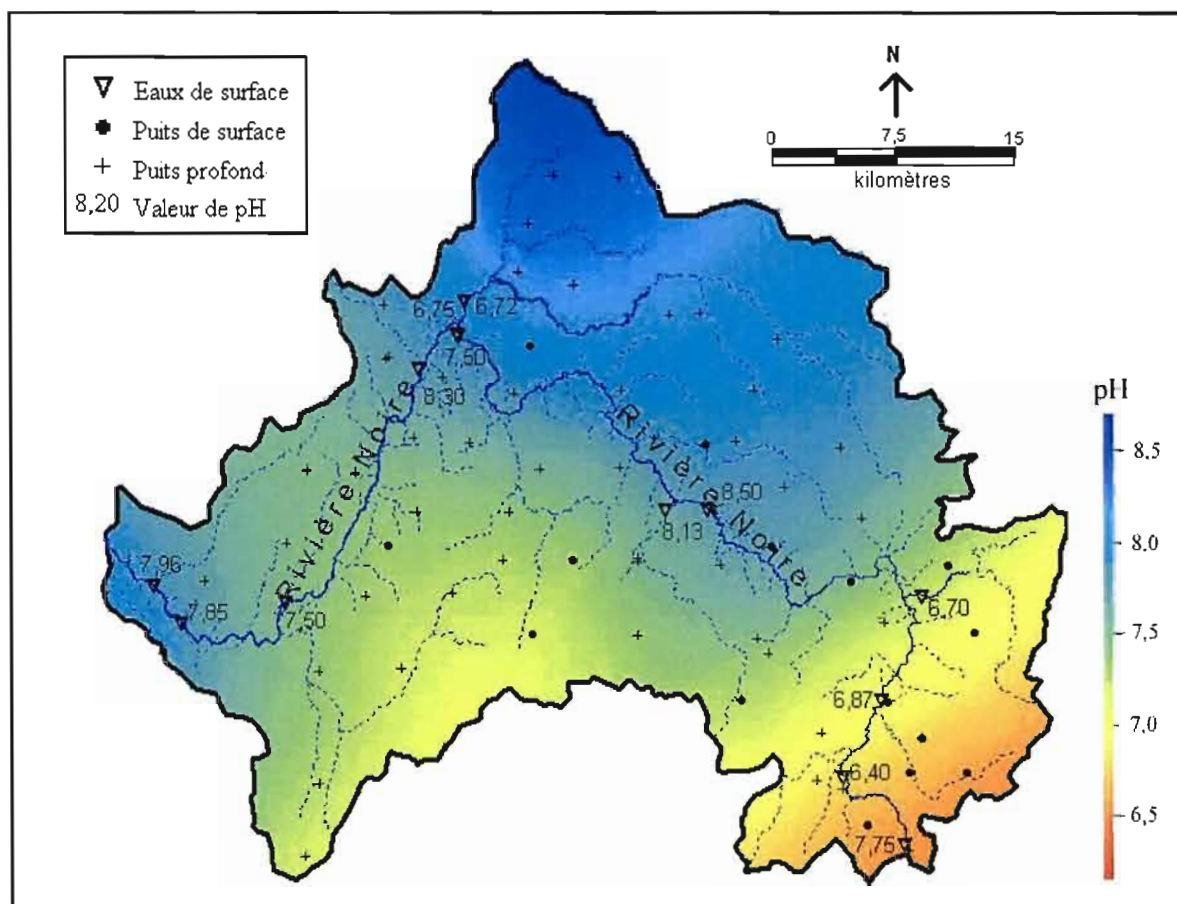 Eaux de surface
Puits de surface
Puits profond
8,20 Valeur de pH
N
0 7,5 15
kilomètres
6,75 6,72
7,50
8,30
Rivière Noire
Rivière Noire
8,50
8,13
7,96
7,85
7,50
6,70
6,87
6,40
7,75
pH
8.5
8.0
7.5
7,0
6,5